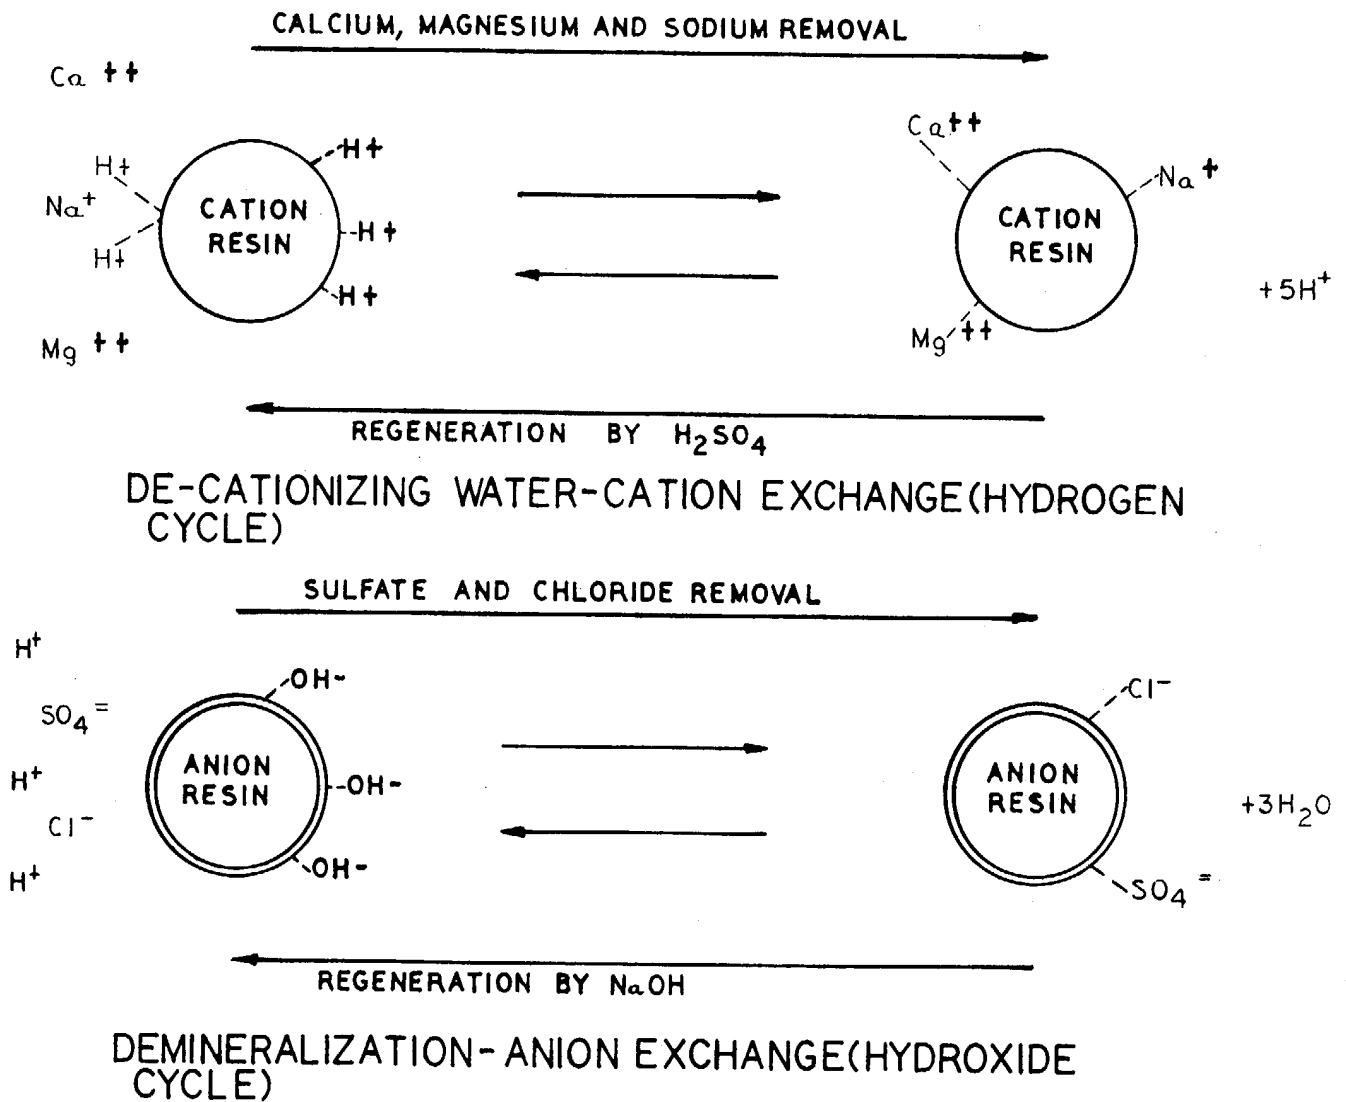 CALCIUM, MAGNESIUM AND SODIUM REMOVAL
Ca ++
H+
Na+
H+
Mg ++
CATION
RESIN
H+
H+
H+
Ca++
Na +
CATION
RESIN
Mg ++
+5H+
REGENERATION BY H2SO4
DE-CATIONIZING WATER-CATION EXCHANGE(HYDROGEN
CYCLE)
SULFATE AND CHLORIDE REMOVAL
H+
SO4 =
H+
Cl-
H+
ANION
RESIN
OH-
OH-
OH-
Cl-
ANION
RESIN
SO4 =
+3H2O
REGENERATION BY NaOH
DEMINERALIZATION-ANION EXCHANGE(HYDROXIDE
CYCLE)